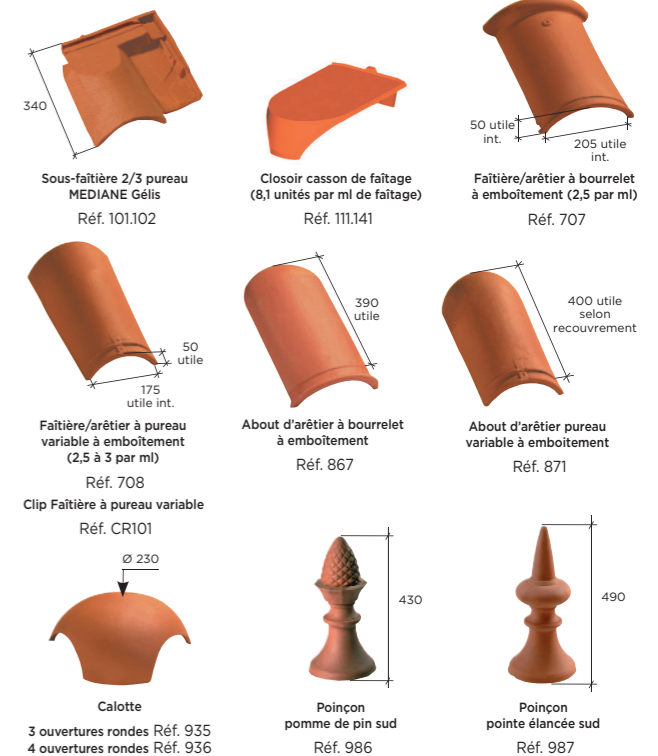 340
Sous-faîtière 2/3 pureau
MEDIANE Gélis
Réf. 101.102
Closoir casson de faîtage
(8,1 unités par ml de faîtage)
Réf. 111.141
50 utile
int.
205 utile
int.
Faîtière/arêtier à bourrelet
à emboîtement (2,5 par ml)
Réf. 707
50
utile
175
utile int.
Faîtière/arêtier à pureau
variable à emboîtement
(2,5 à 3 par ml)
Réf. 708
Clip Faîtière à pureau variable
Réf. CR101
390
utile
About d'arêtier à bourrelet
à emboîtement
Réf. 867
400 utile
selon
recouvrement
About d'arêtier pureau
variable à emboitement
Réf. 871
Ø 230
Calotte
3 ouvertures rondes Réf. 935
4 ouvertures rondes Réf. 936
430
Poinçon
pomme de pin sud
Réf. 986
490
Poinçon
pointe élancée sud
Réf. 987